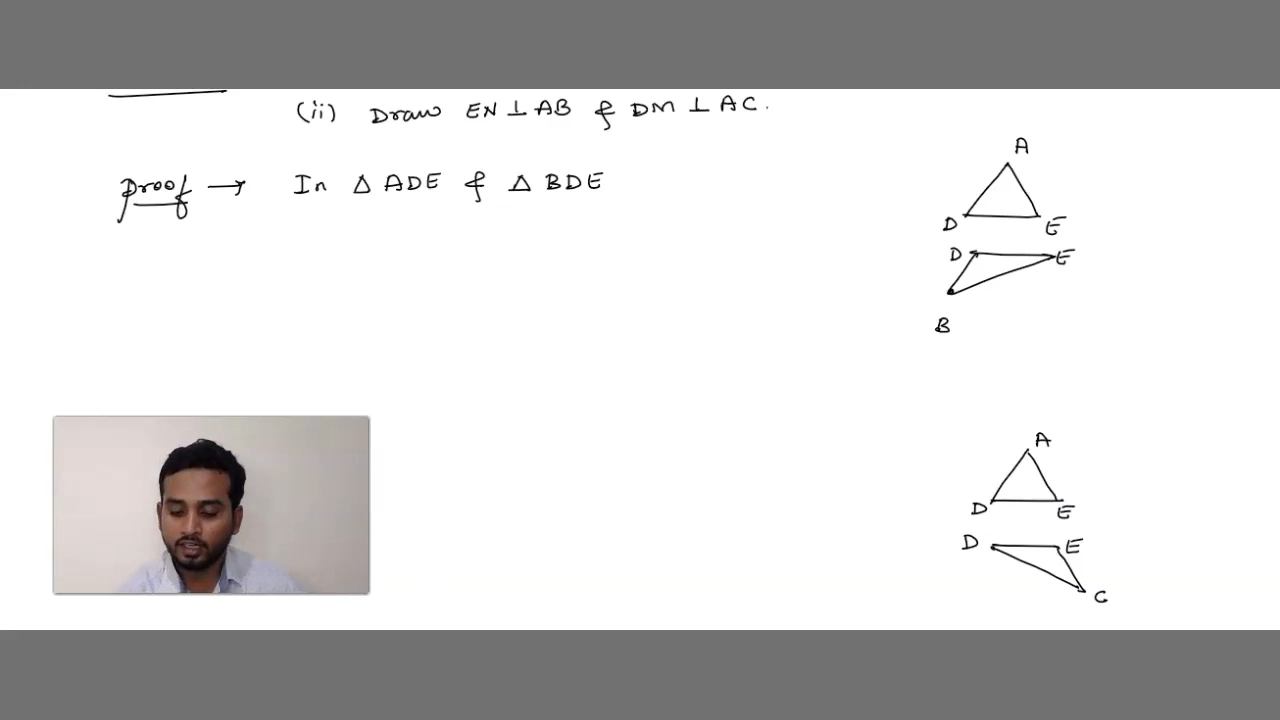 (ii) Draw EN ⊥ AB & DM ⊥ AC.
Proof → In △ ADE & △ BDE
A
D E
D E
B
A
D E
D E
C